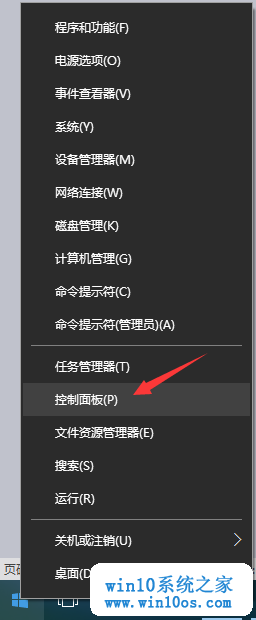 程序和功能(F)
电源选项(O)
事件查看器(V)
系统(Y)
设备管理器(M)
网络连接(W)
磁盘管理(K)
计算机管理(G)
命令提示符(C)
命令提示符(管理员)(A)
任务管理器(T)
控制面板(P)
文件资源管理器(E)
搜索(S)
运行(R)
关机或注销(U)
桌面(D
页
win10系统之家
www.win10os.com